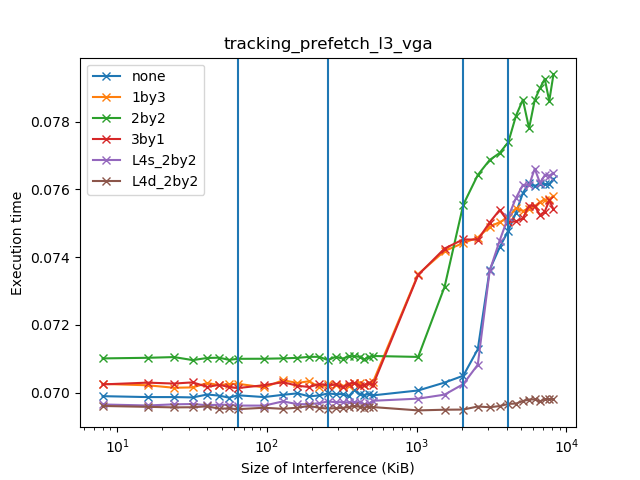 tracking_prefetch_l3_vga
none
1by3
2by2
3by1
L4s_2by2
L4d_2by2
0.078
0.076
0.074
0.072
0.070
Execution time
10¹ 10² 10³ 10⁴
Size of Interference (KiB)